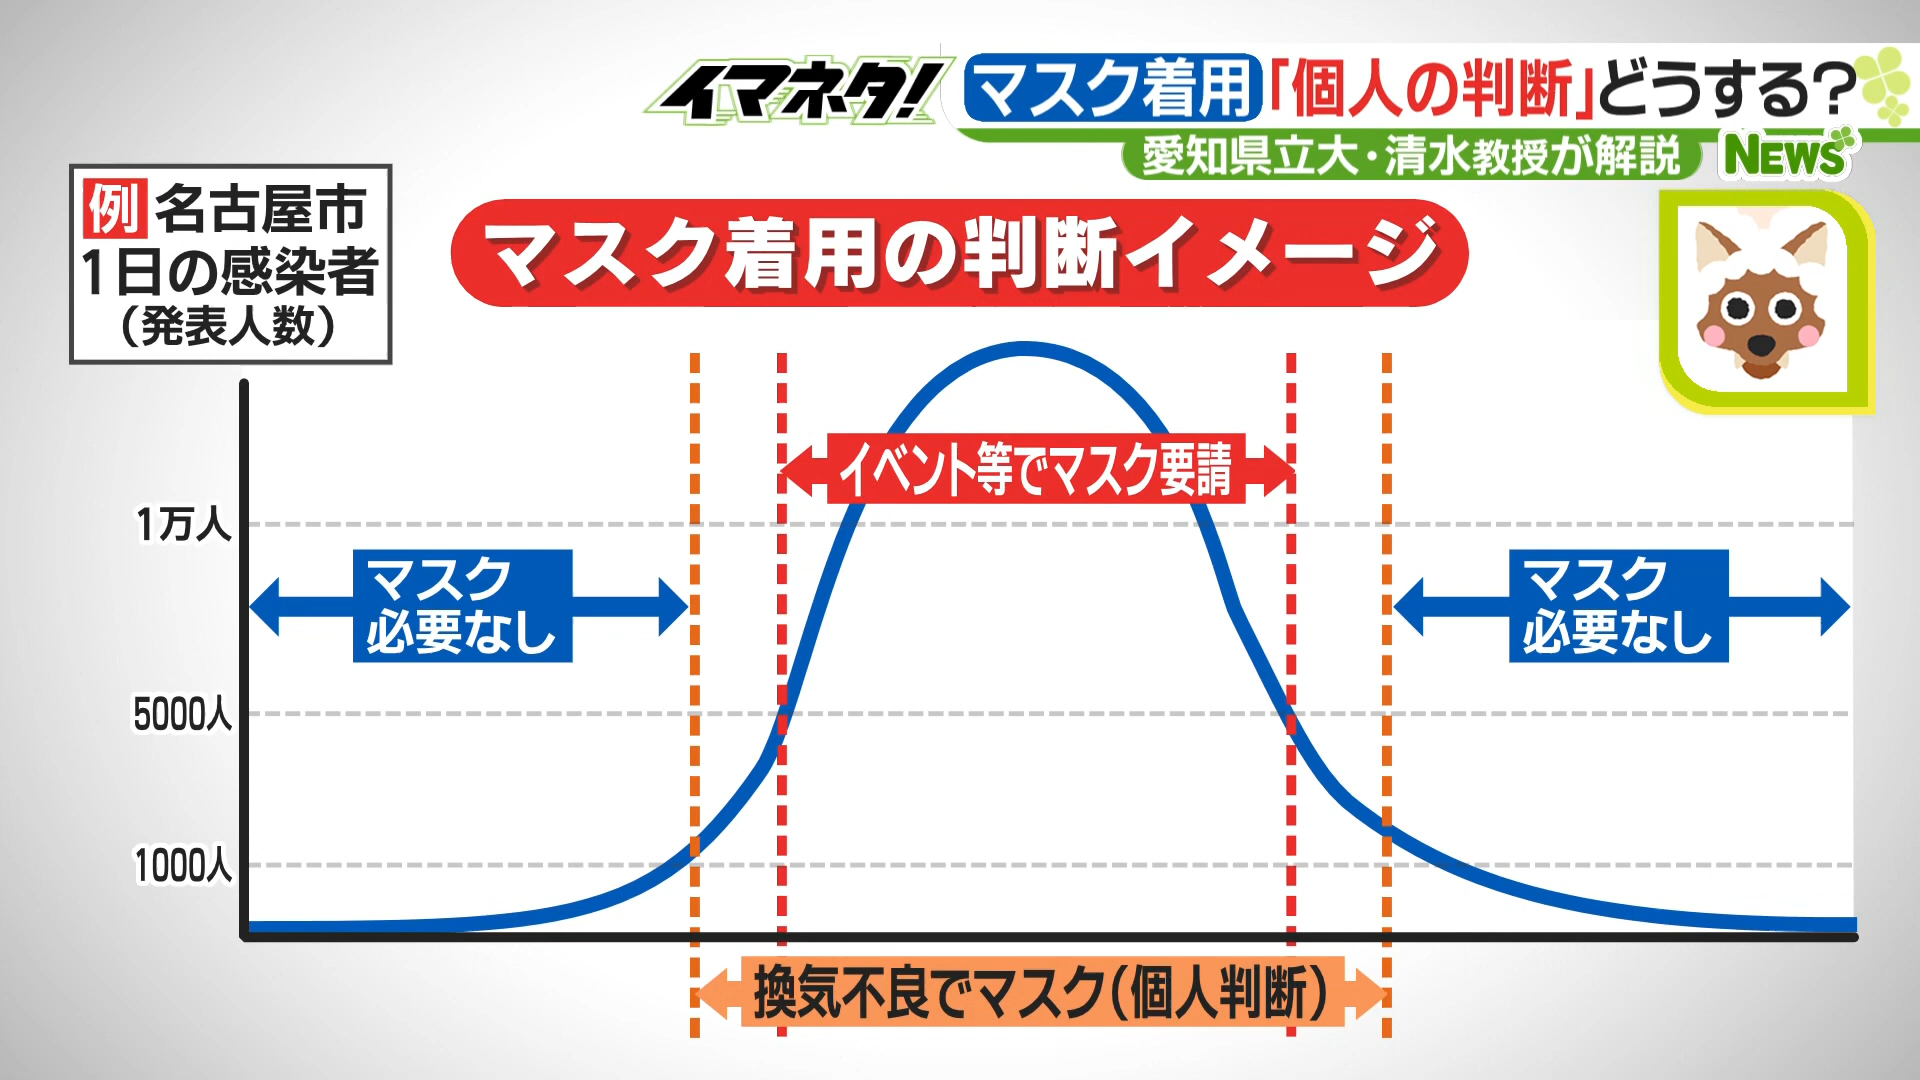 イマネタ!
マスク着用「個人の判断」どうする?
愛知県立大・清水教授が解説
NEWS
例 名古屋市
1日の感染者
(発表人数)
マスク着用の判断イメージ
イベント等でマスク要請
1万人
マスク
必要なし
マスク
必要なし
5000人
1000人
換気不良でマスク(個人判断)